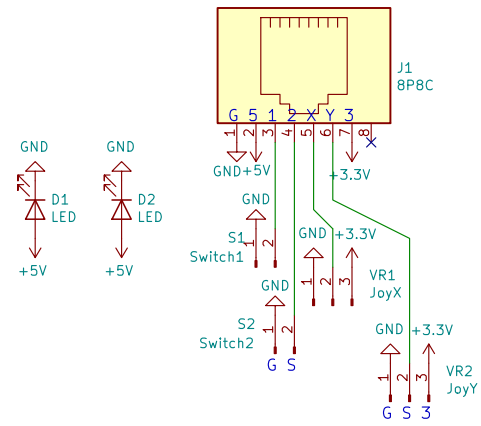 J1
8P8C
G 5 1 2 X Y 3
1 2 3 4 5 6 7 8
GND +5V +3.3V
GND GND
D1 D2
LED LED
+5V +5V
GND
S1
Switch1
1 2
GND +3.3V
1 2 3
VR1
JoyX
GND
S2
Switch2
1 2
G S
GND +3.3V
1 2 3
VR2
JoyY
G S 3